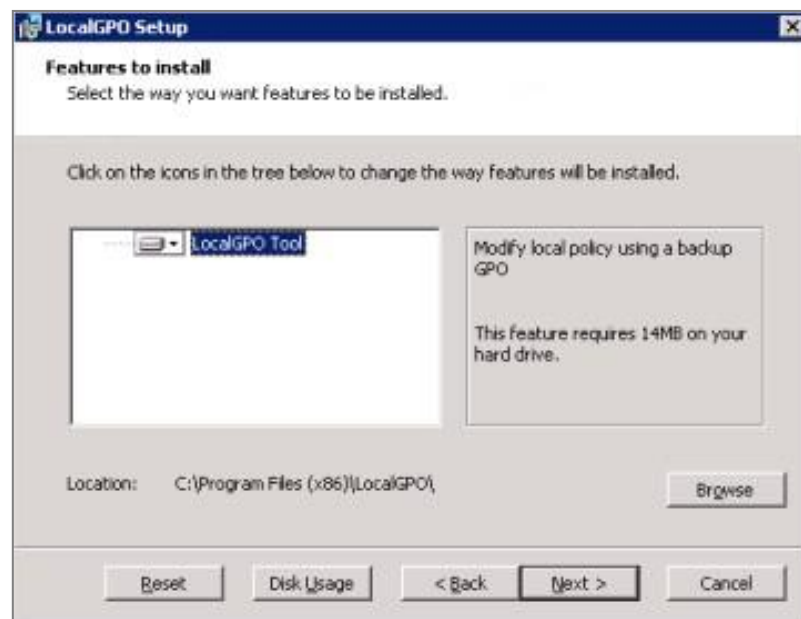 LocalGPO Setup
Features to install
Select the way you want features to be installed.
Click on the icons in the tree below to change the way features will be installed.
LocalGPO Tool
Modify local policy using a backup
GPO
This feature requires 14MB on your
hard drive.
Location: C:\Program Files (x86)\LocalGPO\
Browse
Reset Disk Usage < Back Next > Cancel